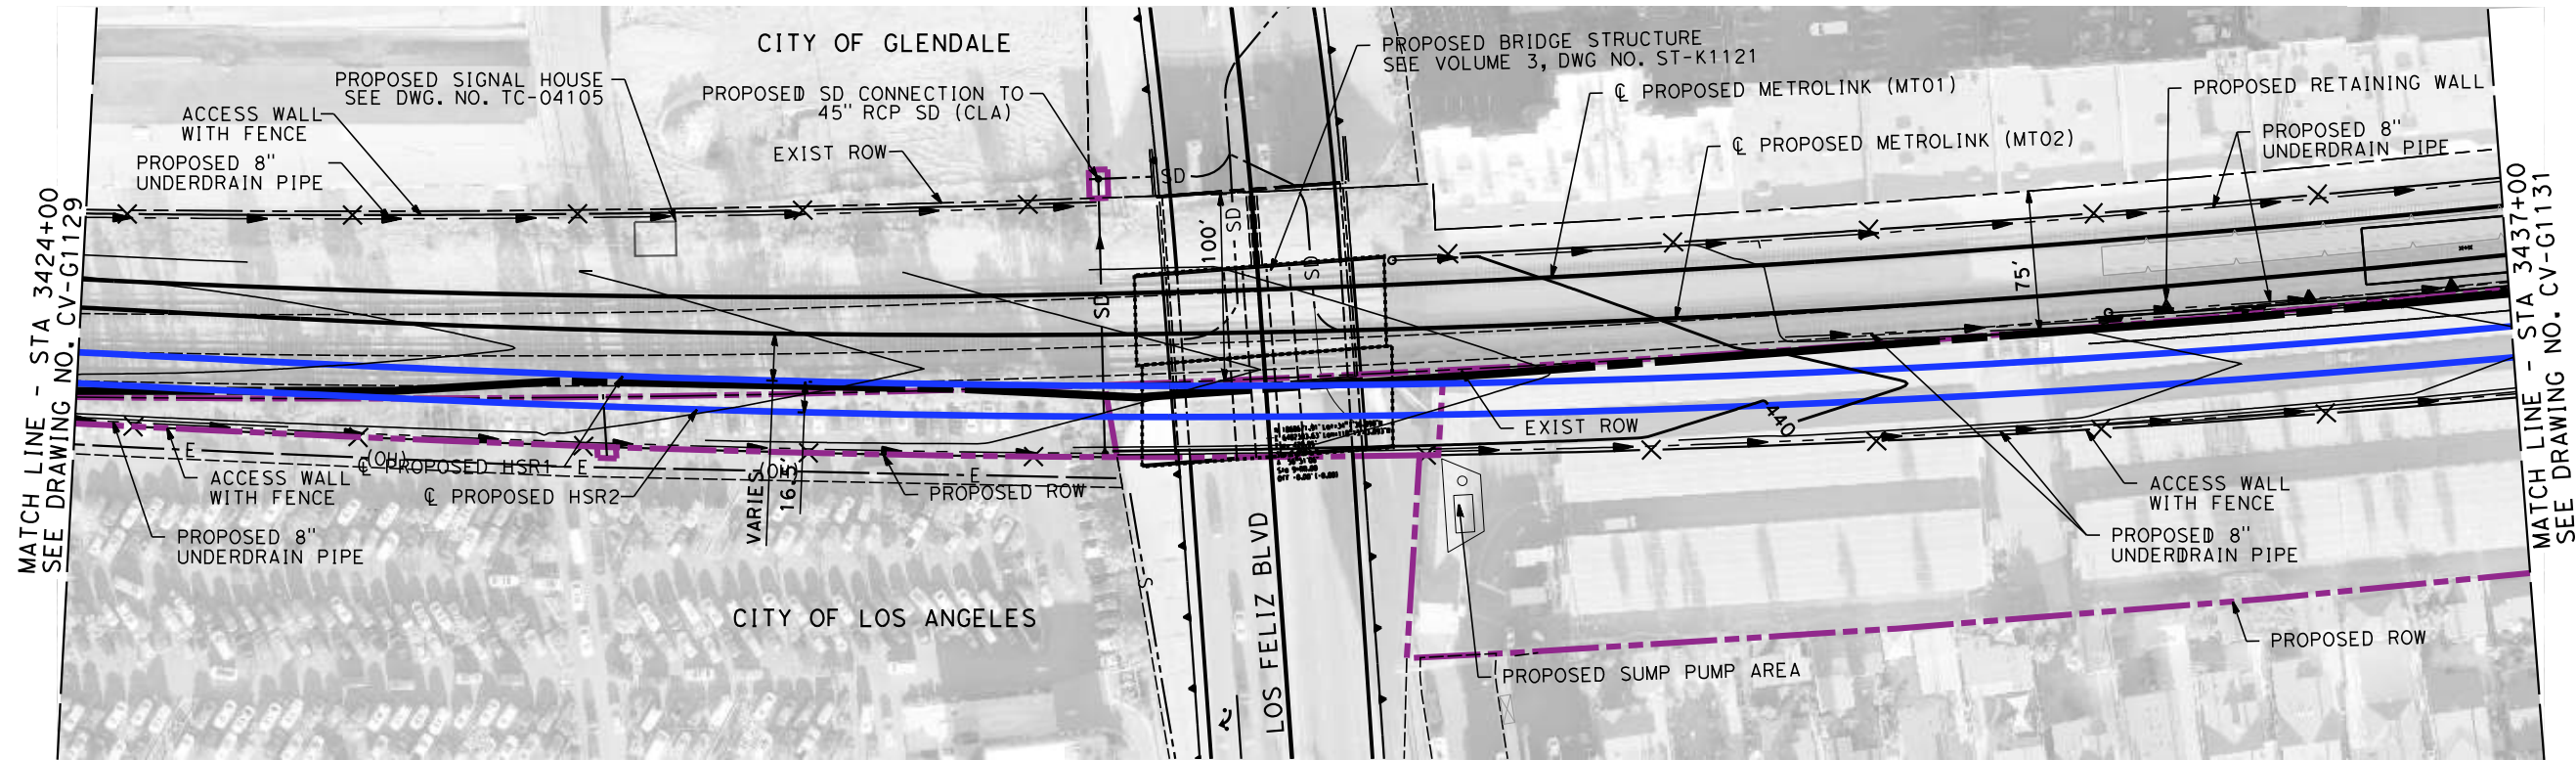 CITY OF GLENDALE
PROPOSED SIGNAL HOUSE
SEE DWG. NO. TC-04105
ACCESS WALL
WITH FENCE
PROPOSED 8"
UNDERDRAIN PIPE
PROPOSED SD CONNECTION TO
45" RCP SD (CLA)
EXIST ROW
PROPOSED BRIDGE STRUCTURE
SEE VOLUME 3, DWG NO. ST-K1121
℄ PROPOSED METROLINK (MT01)
℄ PROPOSED METROLINK (MT02)
PROPOSED RETAINING WALL
PROPOSED 8"
UNDERDRAIN PIPE
MATCH LINE - STA 3424+00
SEE DRAWING NO. CV-G1129
MATCH LINE - STA 3437+00
SEE DRAWING NO. CV-G1131
SD
SD
SD
SD
100'
75'
440
EXIST ROW
E
(OH)
E
(OH)
E
℄ PROPOSED HSR1
℄ PROPOSED HSR2
VARIES
16.5'
PROPOSED ROW
ACCESS WALL
WITH FENCE
PROPOSED 8"
UNDERDRAIN PIPE
ACCESS WALL
WITH FENCE
PROPOSED 8"
UNDERDRAIN PIPE
S
LOS FELIZ BLVD
CITY OF LOS ANGELES
PROPOSED SUMP PUMP AREA
PROPOSED ROW